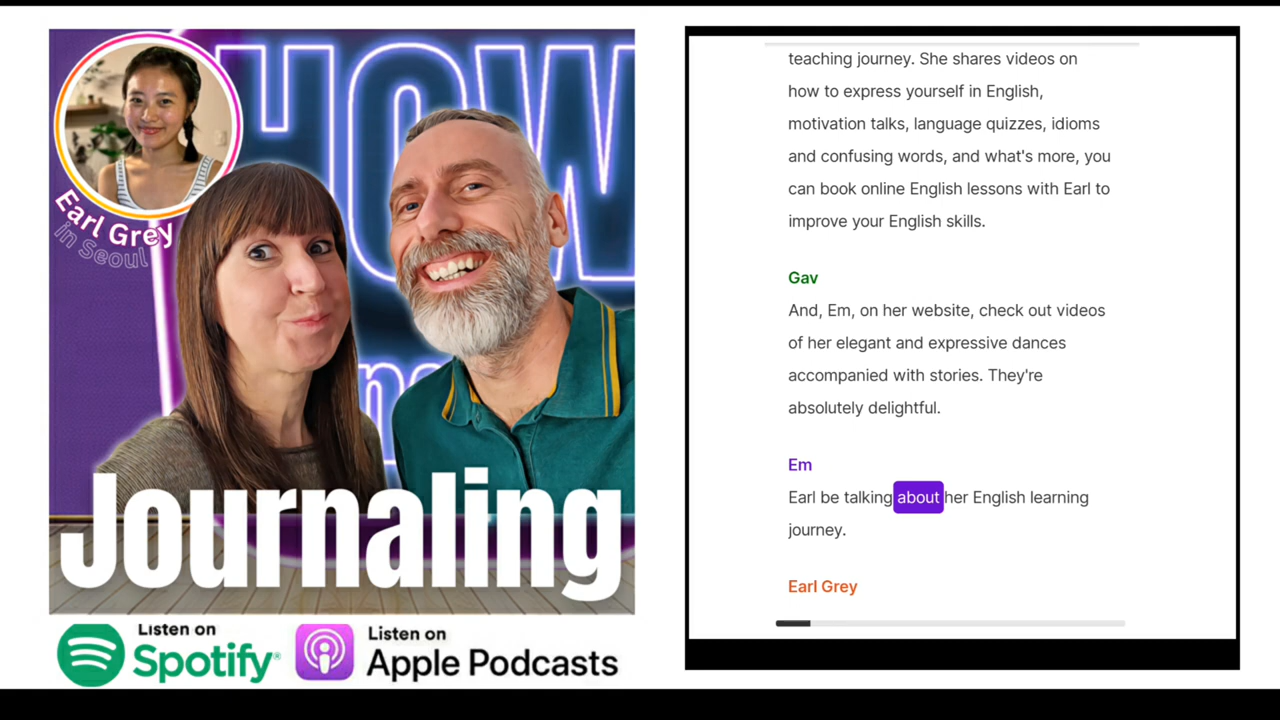 HOW
Earl Grey
in Seoul
Journaling
Listen on
Spotify
Listen on
Apple Podcasts
teaching journey. She shares videos on
how to express yourself in English,
motivation talks, language quizzes, idioms
and confusing words, and what's more, you
can book online English lessons with Earl to
improve your English skills.
Gav
And, Em, on her website, check out videos
of her elegant and expressive dances
accompanied with stories. They're
absolutely delightful.
Em
Earl be talking about her English learning
journey.
Earl Grey